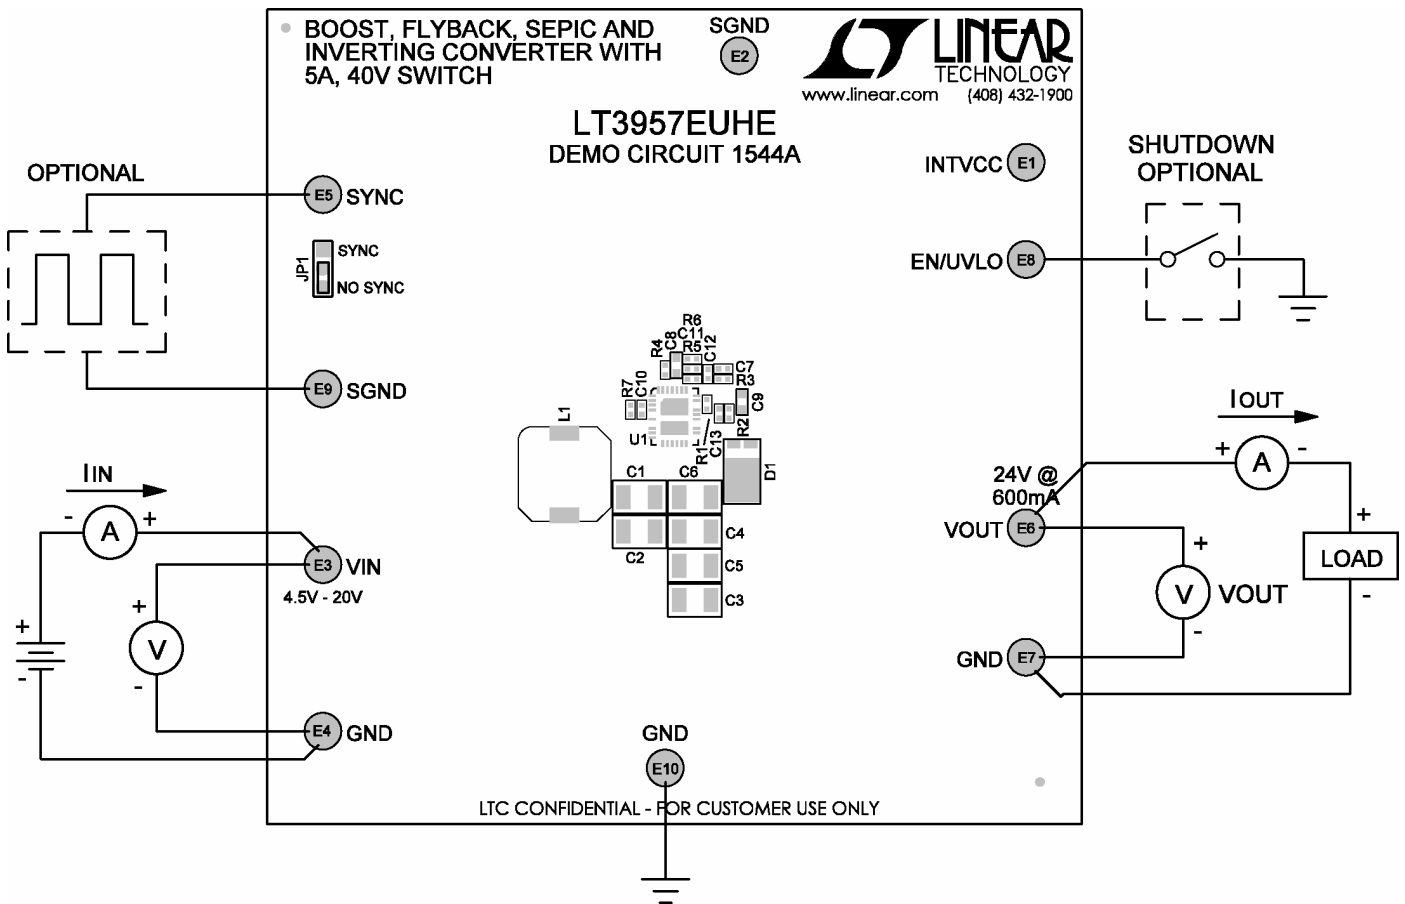 BOOST, FLYBACK, SEPIC AND
INVERTING CONVERTER WITH
5A, 40V SWITCH
SGND
E2
LINEAR
TECHNOLOGY
www.linear.com (408) 432-1900
LT3957EUHE
DEMO CIRCUIT 1544A
INTVCC E1
SHUTDOWN
OPTIONAL
OPTIONAL
E5 SYNC
JP1
SYNC
NO SYNC
EN/UVLO E8
E9 SGND
R6
C11
R5
R4
C8
C12
C7
R3
R7
C10
C9
L1
U1
R1
C13
R2
D1
C1 C6
C4
C2
C5
C3
IOUT
+ A -
24V @
600mA
VOUT E6
+
V VOUT
-
+
LOAD
-
GND E7
IIN
- A +
E3 VIN
4.5V - 20V
+
V
-
+
-
E4 GND
GND
E10
LTC CONFIDENTIAL - FOR CUSTOMER USE ONLY